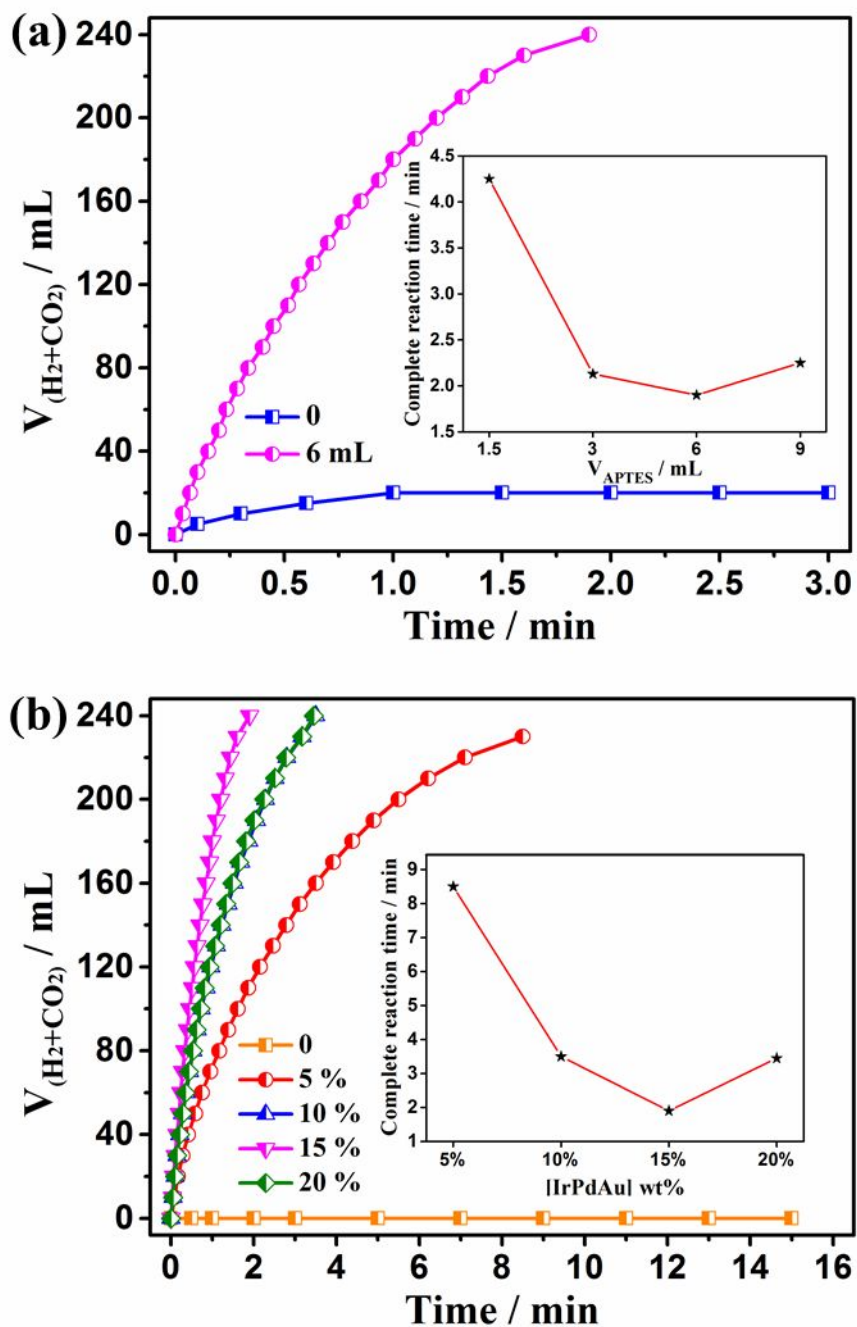 (a)
240
200
160
120
80
40
0
V(H2+CO2) / mL
0
6 mL
4.5
4.0
3.5
3.0
2.5
2.0
1.5
Complete reaction time / min
1.5 3 6 9
VAPTES / mL
0.0 0.5 1.0 1.5 2.0 2.5 3.0
Time / min
(b)
240
200
160
120
80
40
0
V(H2+CO2) / mL
0
5 %
10 %
15 %
20 %
9
8
7
6
5
4
3
2
1
Complete reaction time / min
5% 10% 15% 20%
[IrPdAu] wt%
0 2 4 6 8 10 12 14 16
Time / min